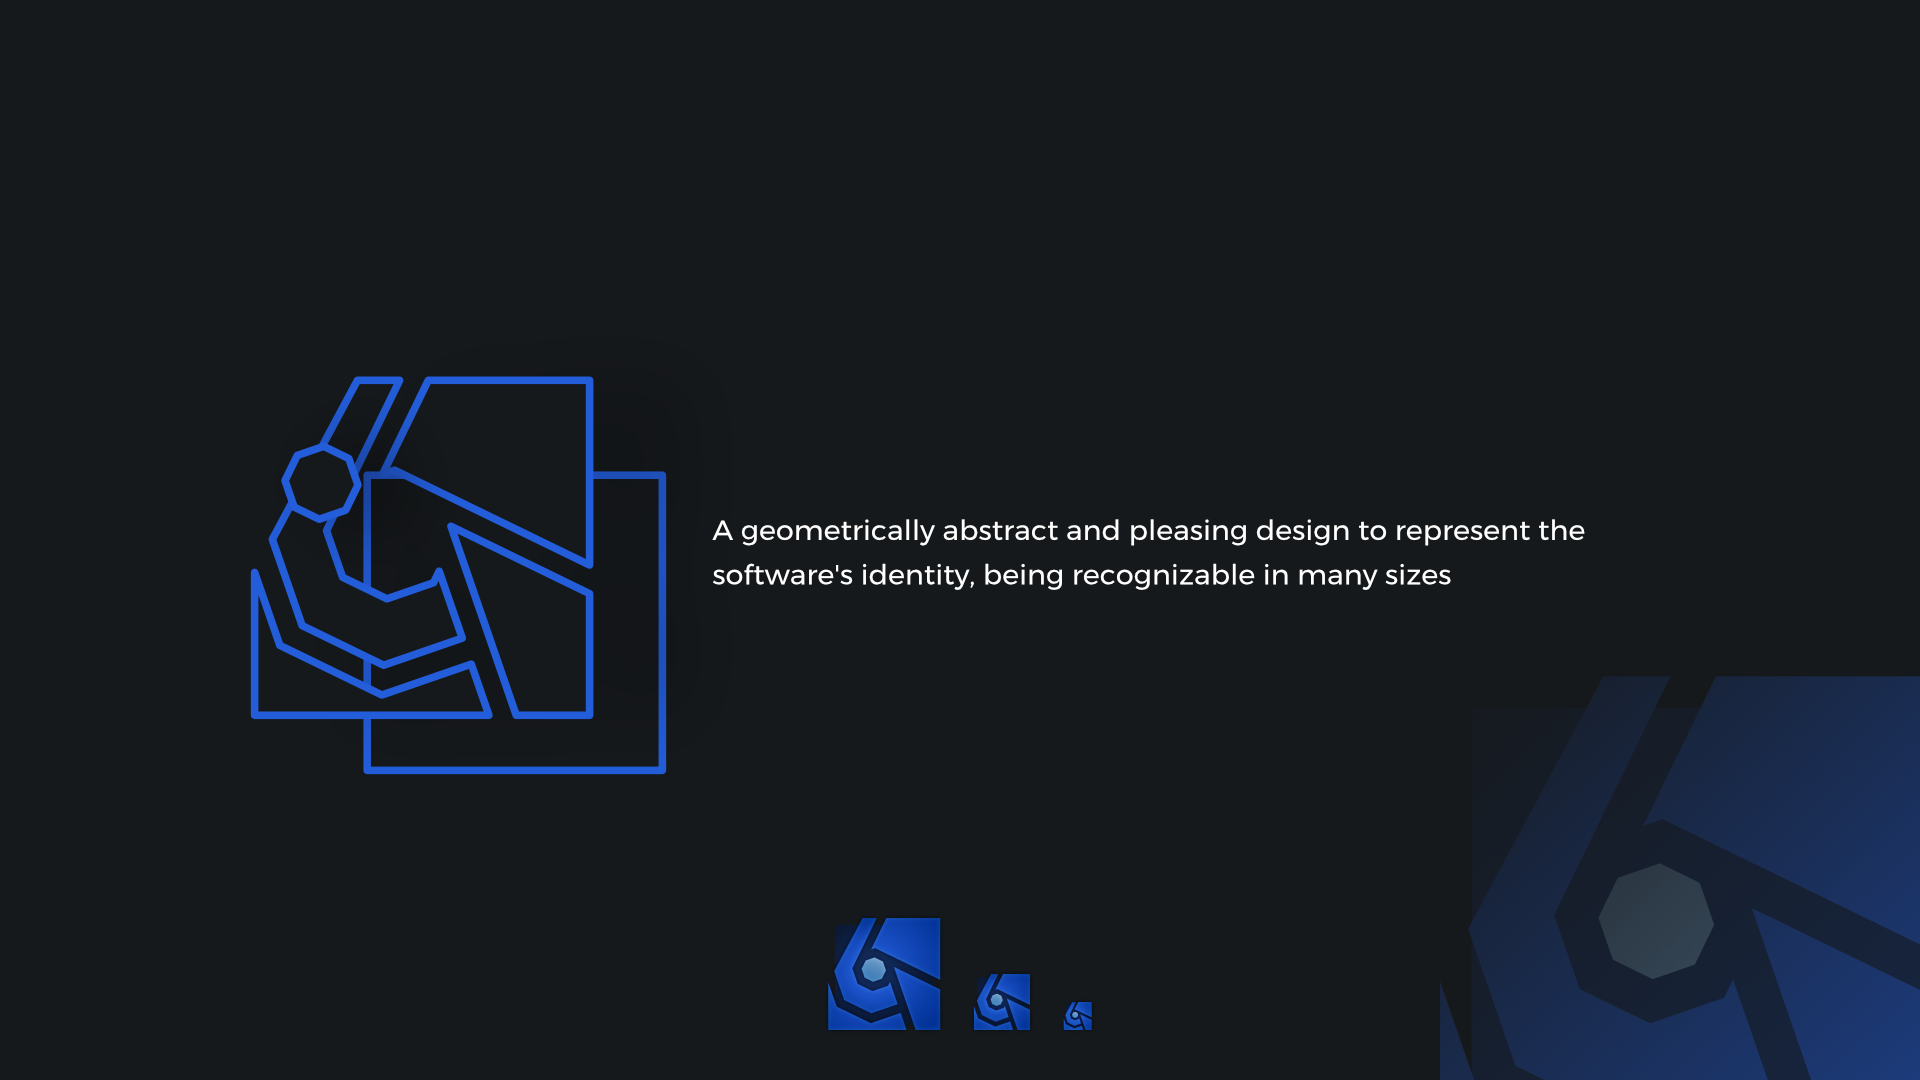 A geometrically abstract and pleasing design to represent the
software's identity, being recognizable in many sizes